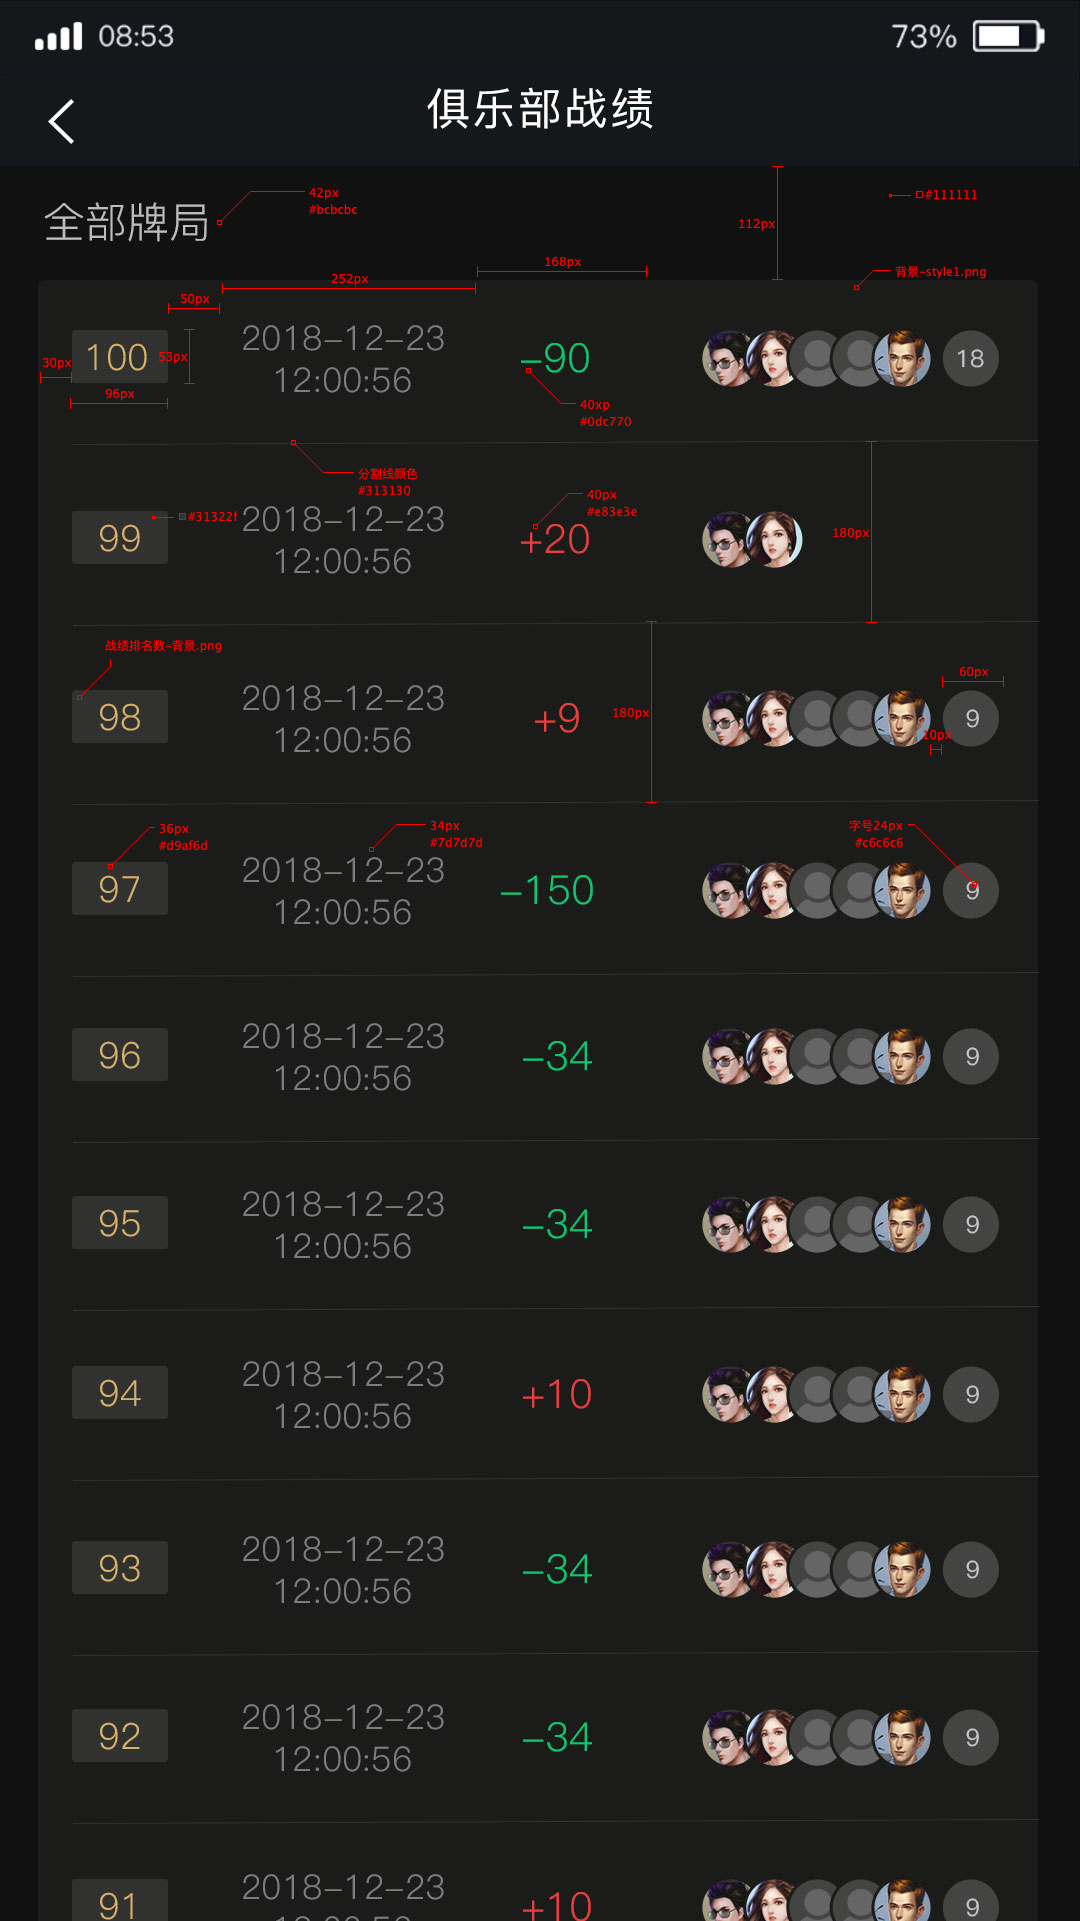 08:53 73%
俱乐部战绩
42px
#bcbcbc
#111111
全部牌局
112px
168px
252px
背景-style1.png
50px
30px
100
53px
96px
2018-12-23
12:00:56
-90
18
40xp
#0dc770
分割线颜色
#313130
40px
#e83e3e
99
#31322f
2018-12-23
12:00:56
+20
180px
战绩排名数-背景.png
98
2018-12-23
12:00:56
+9
180px
60px
9
10px
36px
#d9af6d
34px
#7d7d7d
字号24px
#c6c6c6
97
2018-12-23
12:00:56
-150
9
96
2018-12-23
12:00:56
-34
9
95
2018-12-23
12:00:56
-34
9
94
2018-12-23
12:00:56
+10
9
93
2018-12-23
12:00:56
-34
9
92
2018-12-23
12:00:56
-34
9
91
2018-12-23
+10
9